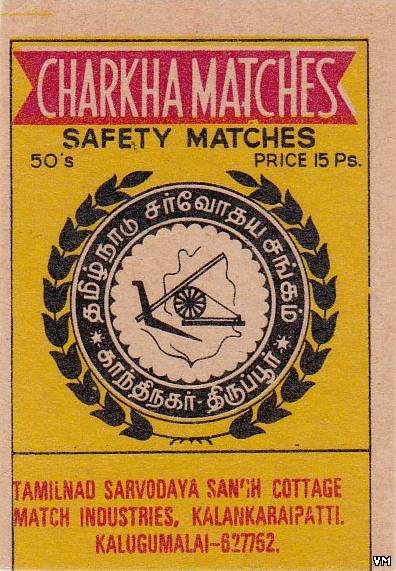 CHARKHA MATCHES
SAFETY MATCHES
50's PRICE 15 Ps.
தமிழ்நாடு சர்வோதய சங்கம்
★ காந்திநகர்-திருப்பூர் ★
TAMILNAD SARVODAYA SANGH COTTAGE
MATCH INDUSTRIES, KALANKARAIPATTI.
KALUGUMALAI-627752.
VM